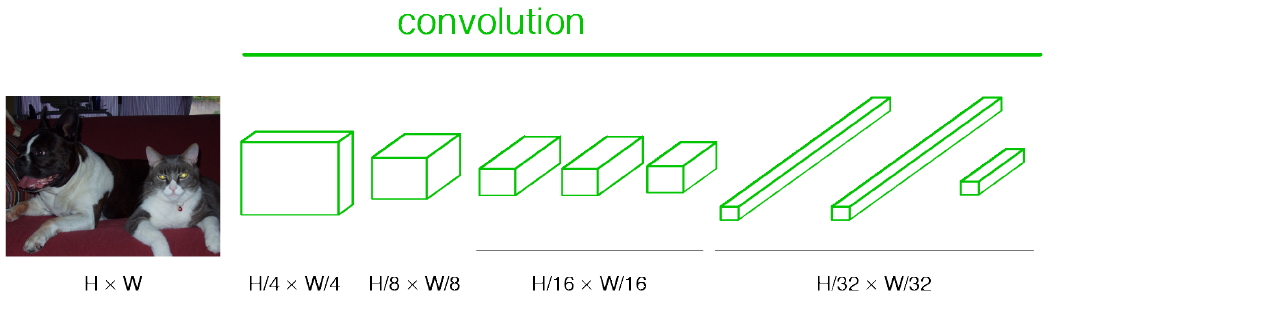 convolution
H × W
H/4 × W/4
H/8 × W/8
H/16 × W/16
H/32 × W/32